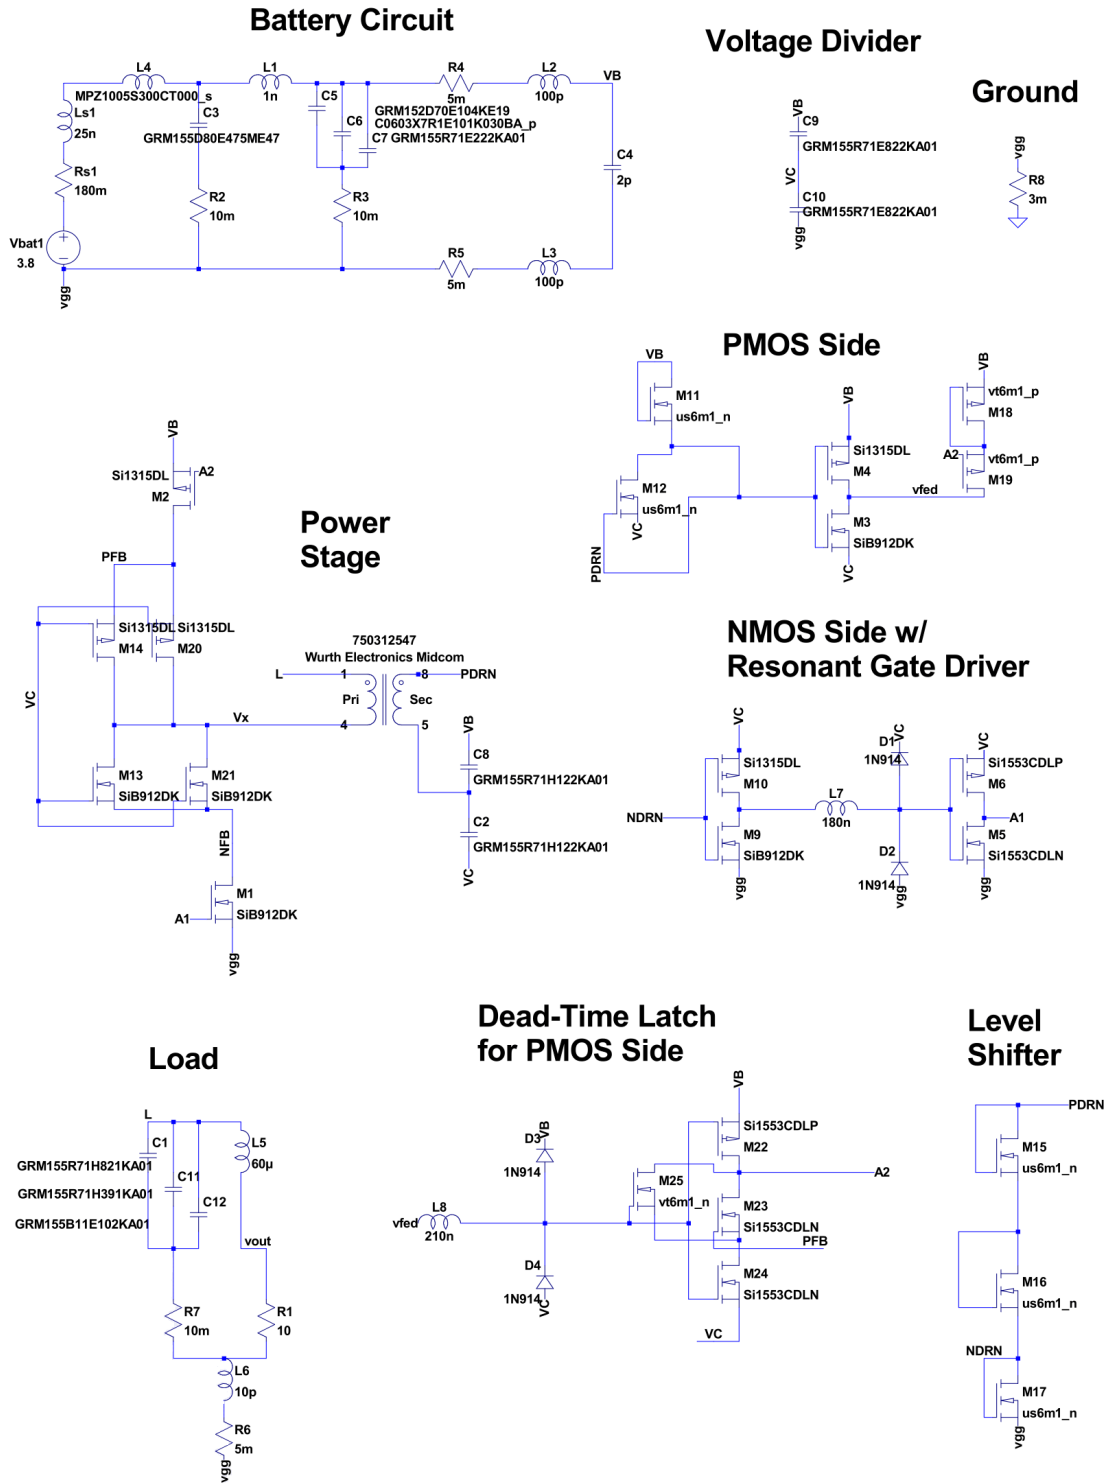 Battery Circuit
L4
MPZ1005S300CT000_s
Ls1
25n
Rs1
180m
Vbat1
3.8
vgg
C3
GRM155D80E475ME47
R2
10m
L1
1n
C5
C6
C7
GRM152D70E104KE19
C0603X7R1E101K030BA_p
GRM155R71E222KA01
R3
10m
R4
5m
L2
100p
VB
C4
2p
R5
5m
L3
100p
Voltage Divider
VB
C9
GRM155R71E822KA01
VC
C10
GRM155R71E822KA01
vgg
Ground
vgg
R8
3m
PMOS Side
VB
M11
us6m1_n
M12
us6m1_n
VC
PDRN
VB
Si1315DL
M4
M3
SiB912DK
VC
vfed
VB
vt6m1_p
M18
A2
vt6m1_p
M19
Power
Stage
VB
Si1315DL
A2
M2
PFB
Si1315DL
M14
Si1315DL
M20
VC
Vx
M13
SiB912DK
M21
SiB912DK
NFB
M1
SiB912DK
A1
vgg
750312547
Wurth Electronics Midcom
L
1
8
PDRN
Pri
Sec
4
5
VB
C8
GRM155R71H122KA01
C2
GRM155R71H122KA01
VC
NMOS Side w/
Resonant Gate Driver
VC
Si1315DL
M10
NDRN
M9
SiB912DK
vgg
L7
180n
VC
D1
1N914
D2
1N914
vgg
VC
Si1553CDLP
M6
A1
M5
Si1553CDLN
vgg
Load
L
C1
GRM155R71H821KA01
C11
GRM155R71H391KA01
C12
GRM155B11E102KA01
L5
60µ
vout
R7
10m
R1
10
L6
10p
R6
5m
vgg
Dead-Time Latch
for PMOS Side
VB
D3
1N914
L8
vfed
210n
D4
1N914
VC
M25
vt6m1_n
VB
Si1553CDLP
M22
A2
M23
Si1553CDLN
PFB
M24
Si1553CDLN
VC
Level
Shifter
PDRN
M15
us6m1_n
M16
us6m1_n
NDRN
M17
us6m1_n
vgg